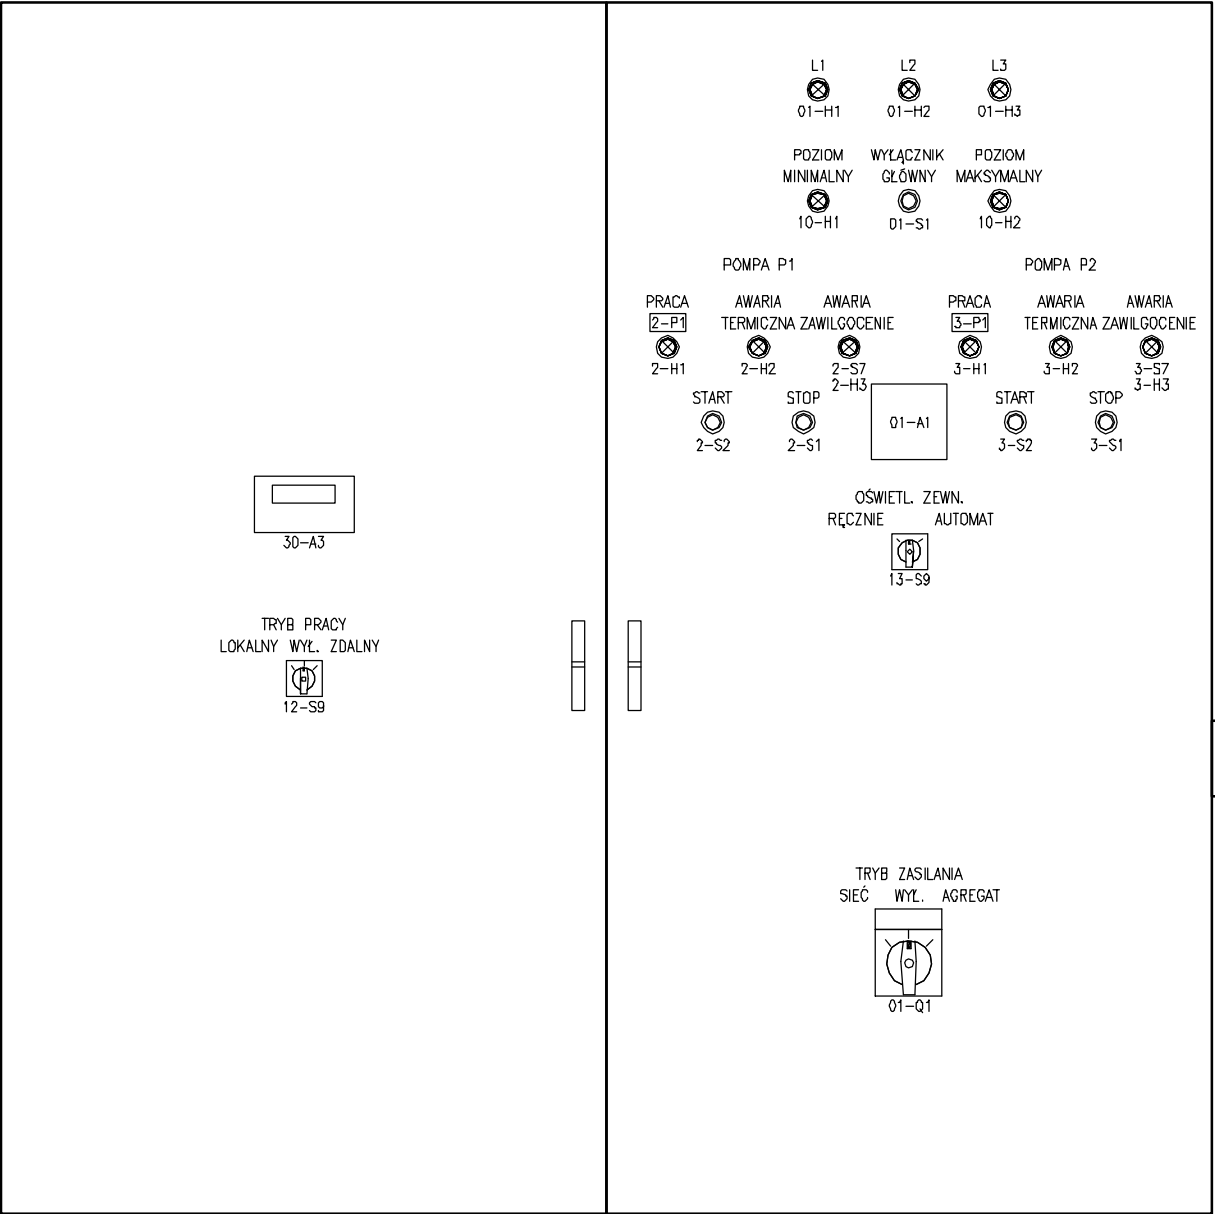 L1 L2 L3
01-H1 01-H2 01-H3
POZIOM WYŁĄCZNIK POZIOM
MINIMALNY GŁÓWNY MAKSYMALNY
10-H1 01-S1 10-H2
POMPA P1 POMPA P2
PRACA AWARIA AWARIA PRACA AWARIA AWARIA
2-P1 TERMICZNA ZAWILGOCENIE 3-P1 TERMICZNA ZAWILGOCENIE
2-H1 2-H2 2-S7 3-H1 3-H2 3-S7
2-H3 3-H3
START STOP START STOP
01-A1
2-S2 2-S1 3-S2 3-S1
OŚWIETL. ZEWN.
RĘCZNIE AUTOMAT
13-S9
30-A3
TRYB PRACY
LOKALNY WYŁ. ZDALNY
12-S9
TRYB ZASILANIA
SIEĆ WYŁ. AGREGAT
01-Q1